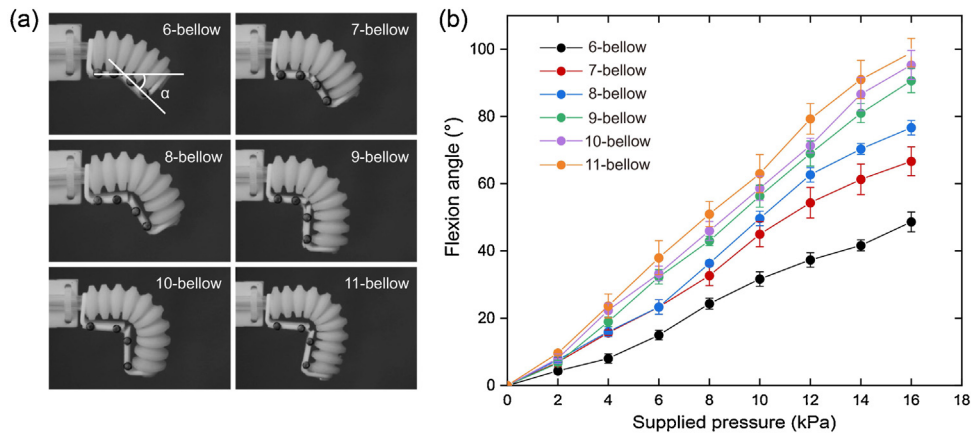 (a)
6-bellow
7-bellow
α
8-bellow
9-bellow
10-bellow
11-bellow
(b)
Flexion angle (°)
100
80
60
40
20
0
6-bellow
7-bellow
8-bellow
9-bellow
10-bellow
11-bellow
0 2 4 6 8 10 12 14 16 18
Supplied pressure (kPa)